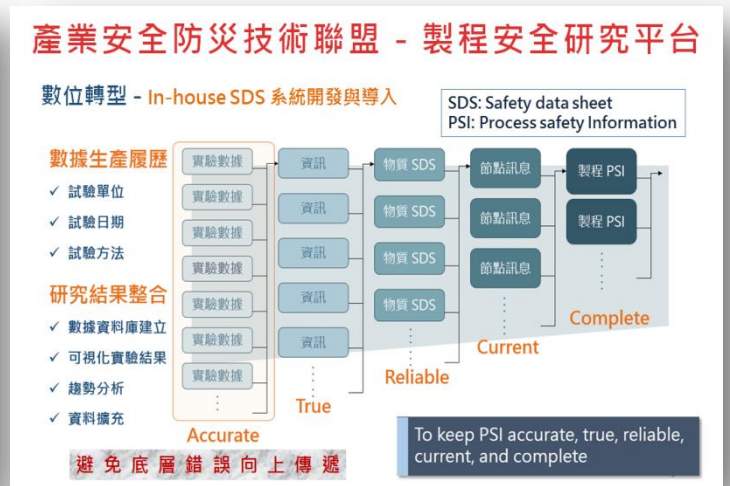 產業安全防災技術聯盟 - 製程安全研究平台
數位轉型 - In-house SDS 系統開發與導入
SDS: Safety data sheet
PSI: Process safety Information
數據生產履歷
✓ 試驗單位
✓ 試驗日期
✓ 試驗方法
研究結果整合
✓ 數據資料庫建立
✓ 可視化實驗結果
✓ 趨勢分析
✓ 資料擴充
實驗數據
實驗數據
實驗數據
實驗數據
實驗數據
實驗數據
實驗數據
Accurate
資訊
資訊
資訊
資訊
資訊
True
物質 SDS
物質 SDS
物質 SDS
物質 SDS
Reliable
節點訊息
節點訊息
節點訊息
Current
製程 PSI
製程 PSI
Complete
避免底層錯誤向上傳遞
To keep PSI accurate, true, reliable,
current, and complete